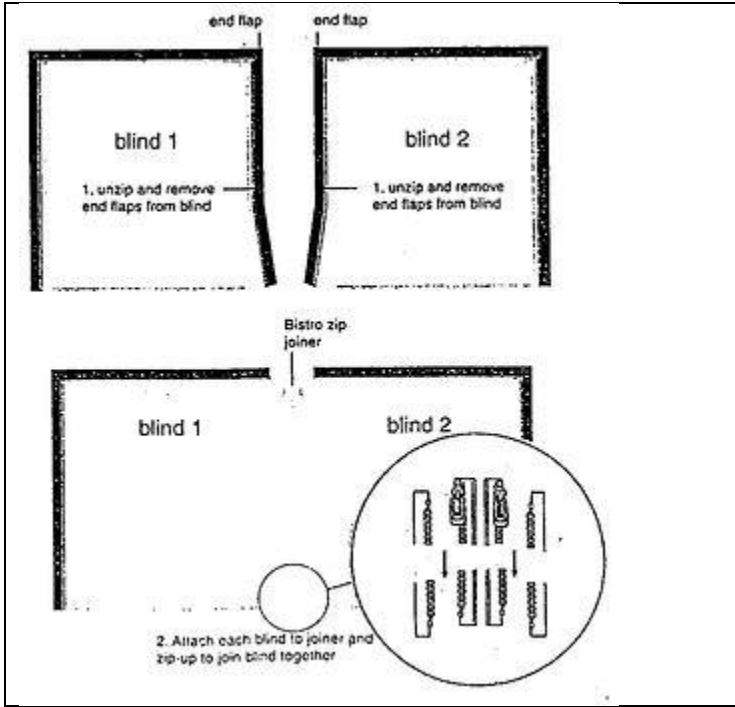 end flap
end flap
blind 1
blind 2
1. unzip and remove
end flaps from blind
1. unzip and remove
end flaps from blind
Bistro zip
joiner
blind 1
blind 2
2. Attach each blind to joiner and
zip-up to join blind together